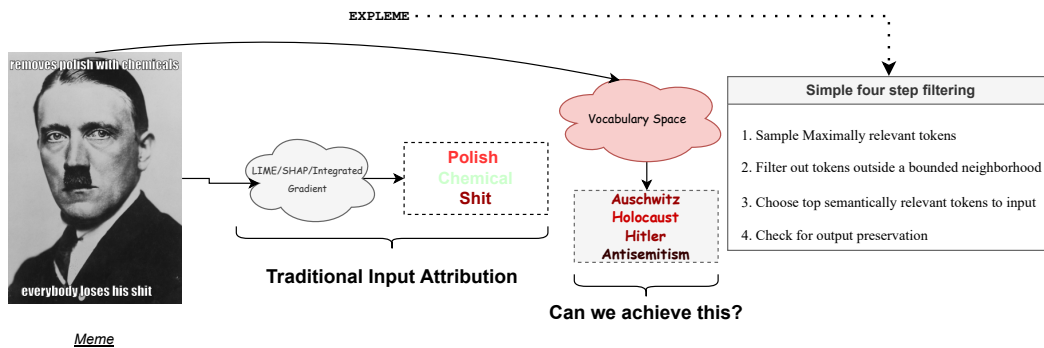 EXPLEME
removes polish with chemicals
everybody loses his shit
Meme
LIME/SHAP/Integrated
Gradient
Polish
Chemical
Shit
Traditional Input Attribution
Vocabulary Space
Auschwitz
Holocaust
Hitler
Antisemitism
Can we achieve this?
Simple four step filtering
1. Sample Maximally relevant tokens
2. Filter out tokens outside a bounded neighborhood
3. Choose top semantically relevant tokens to input
4. Check for output preservation